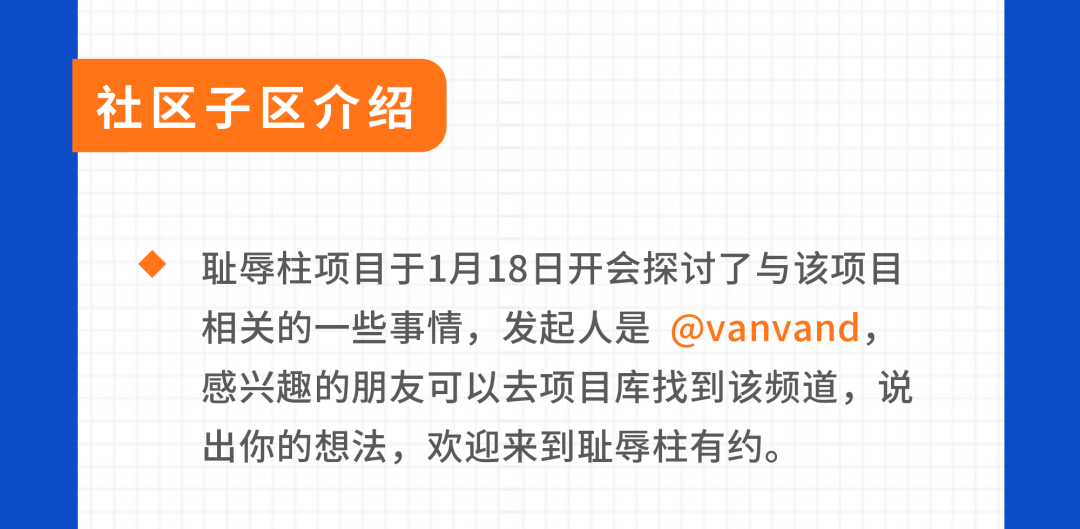 社区子区介绍
耻辱柱项目于1月18日开会探讨了与该项目
相关的一些事情，发起人是 @vanvand，
感兴趣的朋友可以去项目库找到该频道，说
出你的想法，欢迎来到耻辱柱有约。